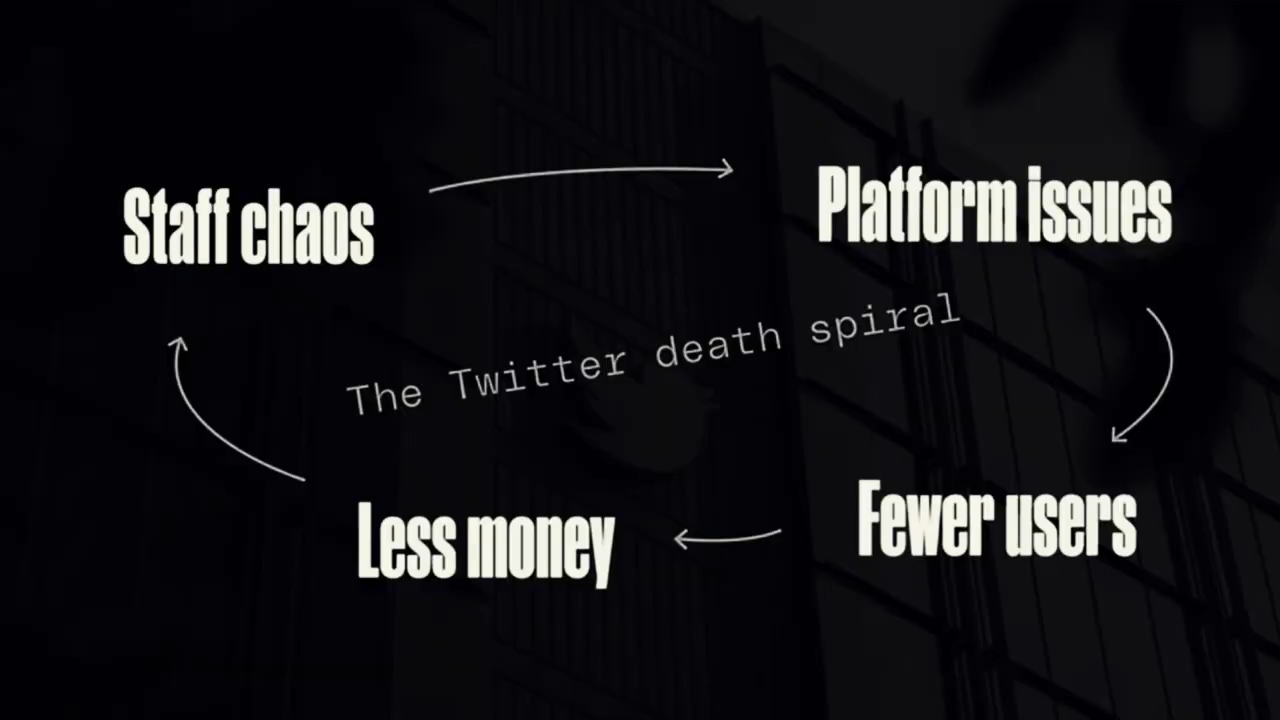 Staff chaos
Platform issues
The Twitter death spiral
Less money
Fewer users